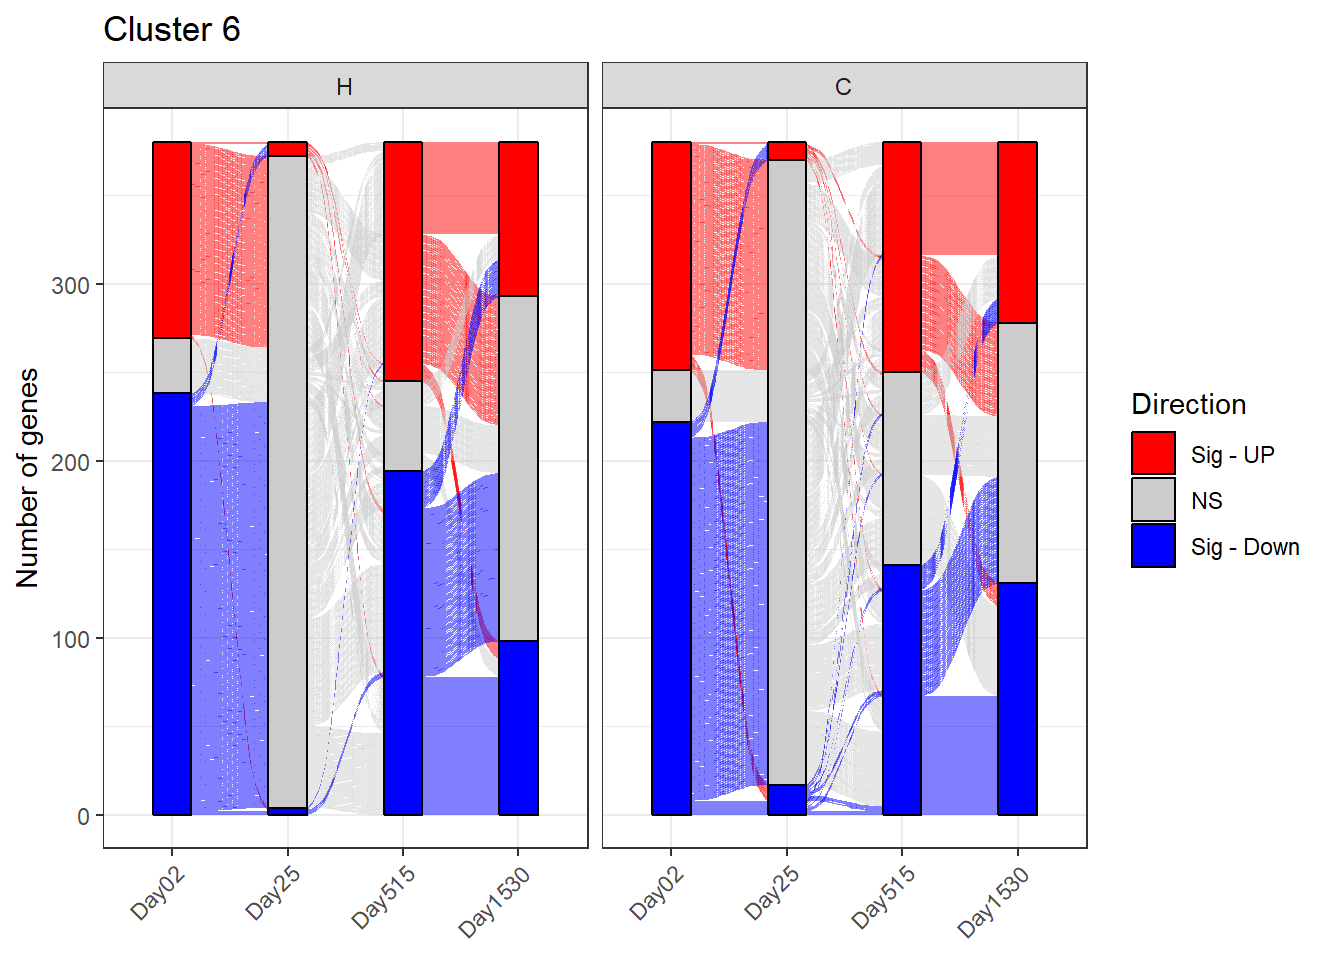 Cluster 6
H
C
Number of genes
300
200
100
0
Day02
Day25
Day515
Day1530
Day02
Day25
Day515
Day1530
Direction
Sig - UP
NS
Sig - Down